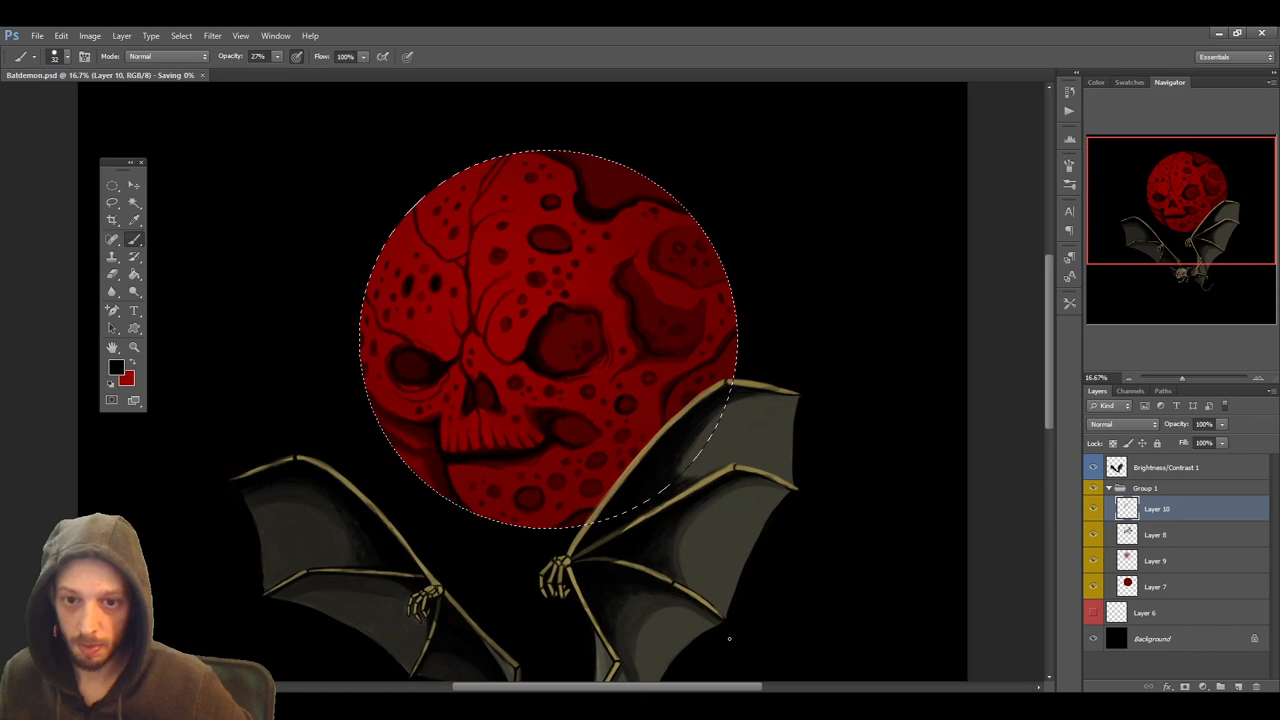 Ps File Edit Image Layer Type Select Filter View Window Help
32 Mode: Normal Opacity: 27% Flow: 100% Essentials
Batdemon.psd @ 16.7% (Layer 10, RGB/8) - Saving 0% ×
Color Swatches Navigator
16.67%
Layers Channels Paths
Kind
Normal Opacity: 100%
Lock: Fill: 100%
Brightness/Contrast 1
Group 1
Layer 10
Layer 8
Layer 9
Layer 7
Layer 6
Background